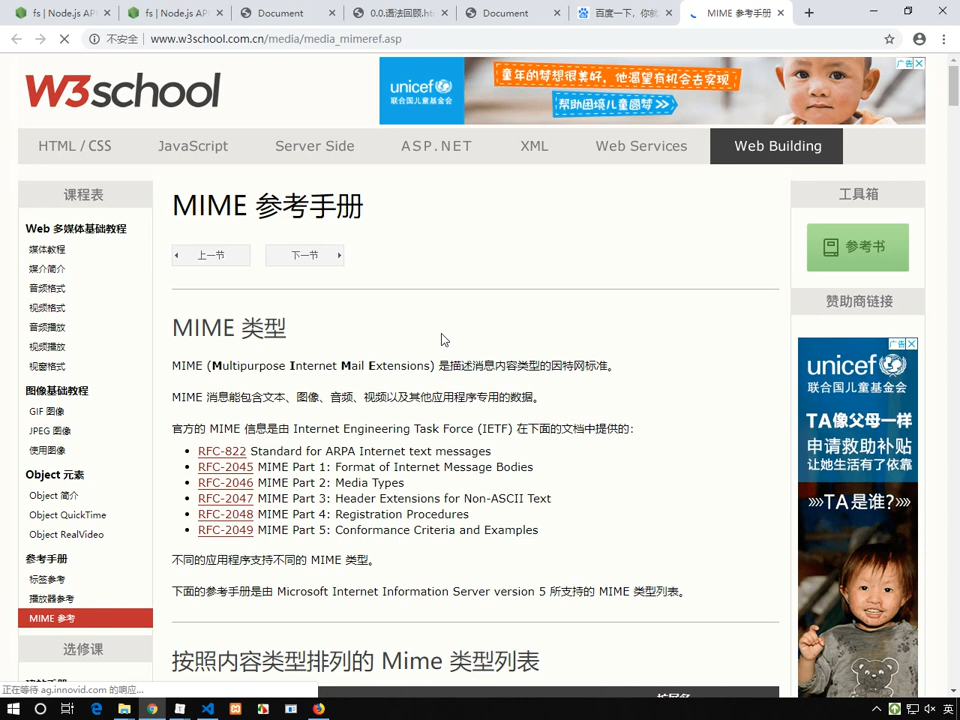 fs | Node.js API
fs | Node.js API
Document
0.0.语法回顾.ht
Document
百度一下，你就
MIME 参考手册
不安全
www.w3school.com.cn/media/media_mimeref.asp
W3school
unicef
联合国儿童基金会
童年的梦想很美好，他渴望有机会去实现
帮助困境儿童圆梦
广告
HTML / CSS
JavaScript
Server Side
ASP.NET
XML
Web Services
Web Building
课程表
Web 多媒体基础教程
媒体教程
媒介简介
音频格式
视频格式
音频播放
视频播放
视窗格式
图像基础教程
GIF 图像
JPEG 图像
使用图像
Object 元素
Object 简介
Object QuickTime
Object RealVideo
参考手册
标签参考
播放器参考
MIME 参考
选修课
MIME 参考手册
上一节
下一节
MIME 类型
MIME (Multipurpose Internet Mail Extensions) 是描述消息内容类型的因特网标准。
MIME 消息能包含文本、图像、音频、视频以及其他应用程序专用的数据。
官方的 MIME 信息是由 Internet Engineering Task Force (IETF) 在下面的文档中提供的:
RFC-822 Standard for ARPA Internet text messages
RFC-2045 MIME Part 1: Format of Internet Message Bodies
RFC-2046 MIME Part 2: Media Types
RFC-2047 MIME Part 3: Header Extensions for Non-ASCII Text
RFC-2048 MIME Part 4: Registration Procedures
RFC-2049 MIME Part 5: Conformance Criteria and Examples
不同的应用程序支持不同的 MIME 类型。
下面的参考手册是由 Microsoft Internet Information Server version 5 所支持的 MIME 类型列表。
按照内容类型排列的 Mime 类型列表
工具箱
参考书
赞助商链接
广告
unicef
联合国儿童基金会
TA像父母一样
申请救助补贴
让她生活有了依靠
TA是谁?
正在等待 ag.innovid.com 的响应...
英